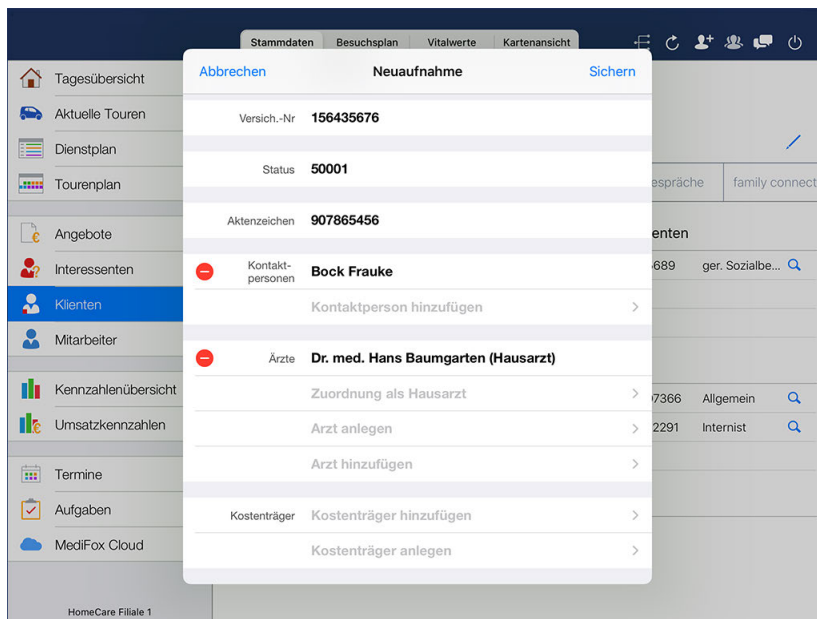 Stammdaten Besuchsplan Vitalwerte Kartenansicht
Abbrechen Neuaufnahme Sichern
Tagesübersicht
Aktuelle Touren
Dienstplan
Tourenplan
Angebote
Interessenten
Klienten
Mitarbeiter
Kennzahlenübersicht
Umsatzkennzahlen
Termine
Aufgaben
MediFox Cloud
HomeCare Filiale 1
Versich.-Nr 156435676
Status 50001
Aktenzeichen 907865456
Kontakt-
personen Bock Frauke
Kontaktperson hinzufügen
Ärzte Dr. med. Hans Baumgarten (Hausarzt)
Zuordnung als Hausarzt
Arzt anlegen
Arzt hinzufügen
Kostenträger Kostenträger hinzufügen
Kostenträger anlegen
espräche family connect
enten
689 ger. Sozialbe...
7366 Allgemein
2291 Internist